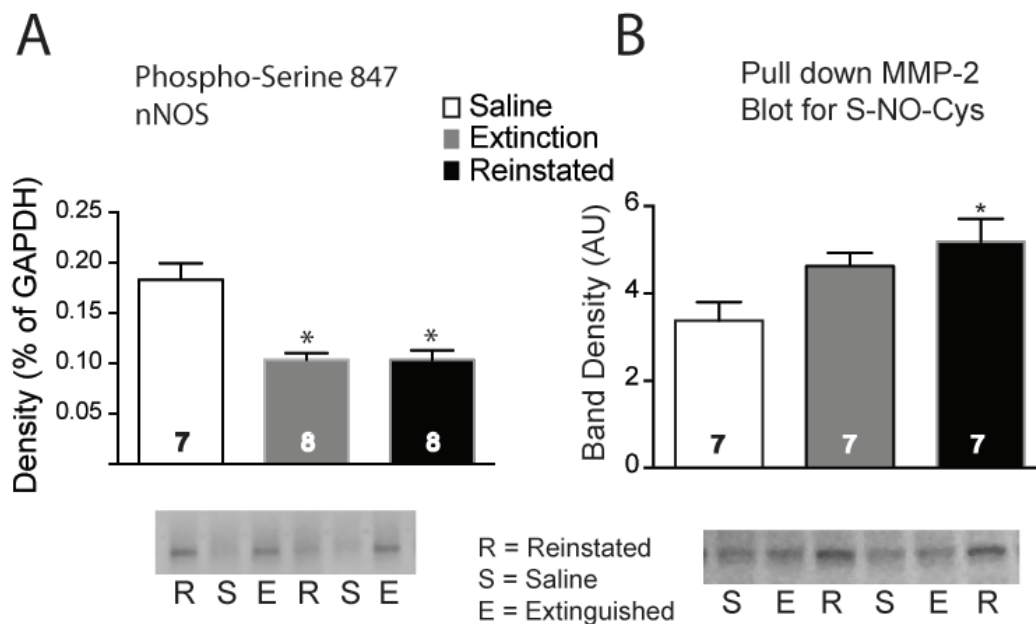 A
Phospho-Serine 847
nNOS
Saline
Extinction
Reinstated
Density (% of GAPDH)
0.25
0.20
0.15
0.10
0.05
*
*
7
8
8
R S E R S E
R = Reinstated
S = Saline
E = Extinguished
B
Pull down MMP-2
Blot for S-NO-Cys
Band Density (AU)
6
4
2
0
*
7
7
7
S E R S E R